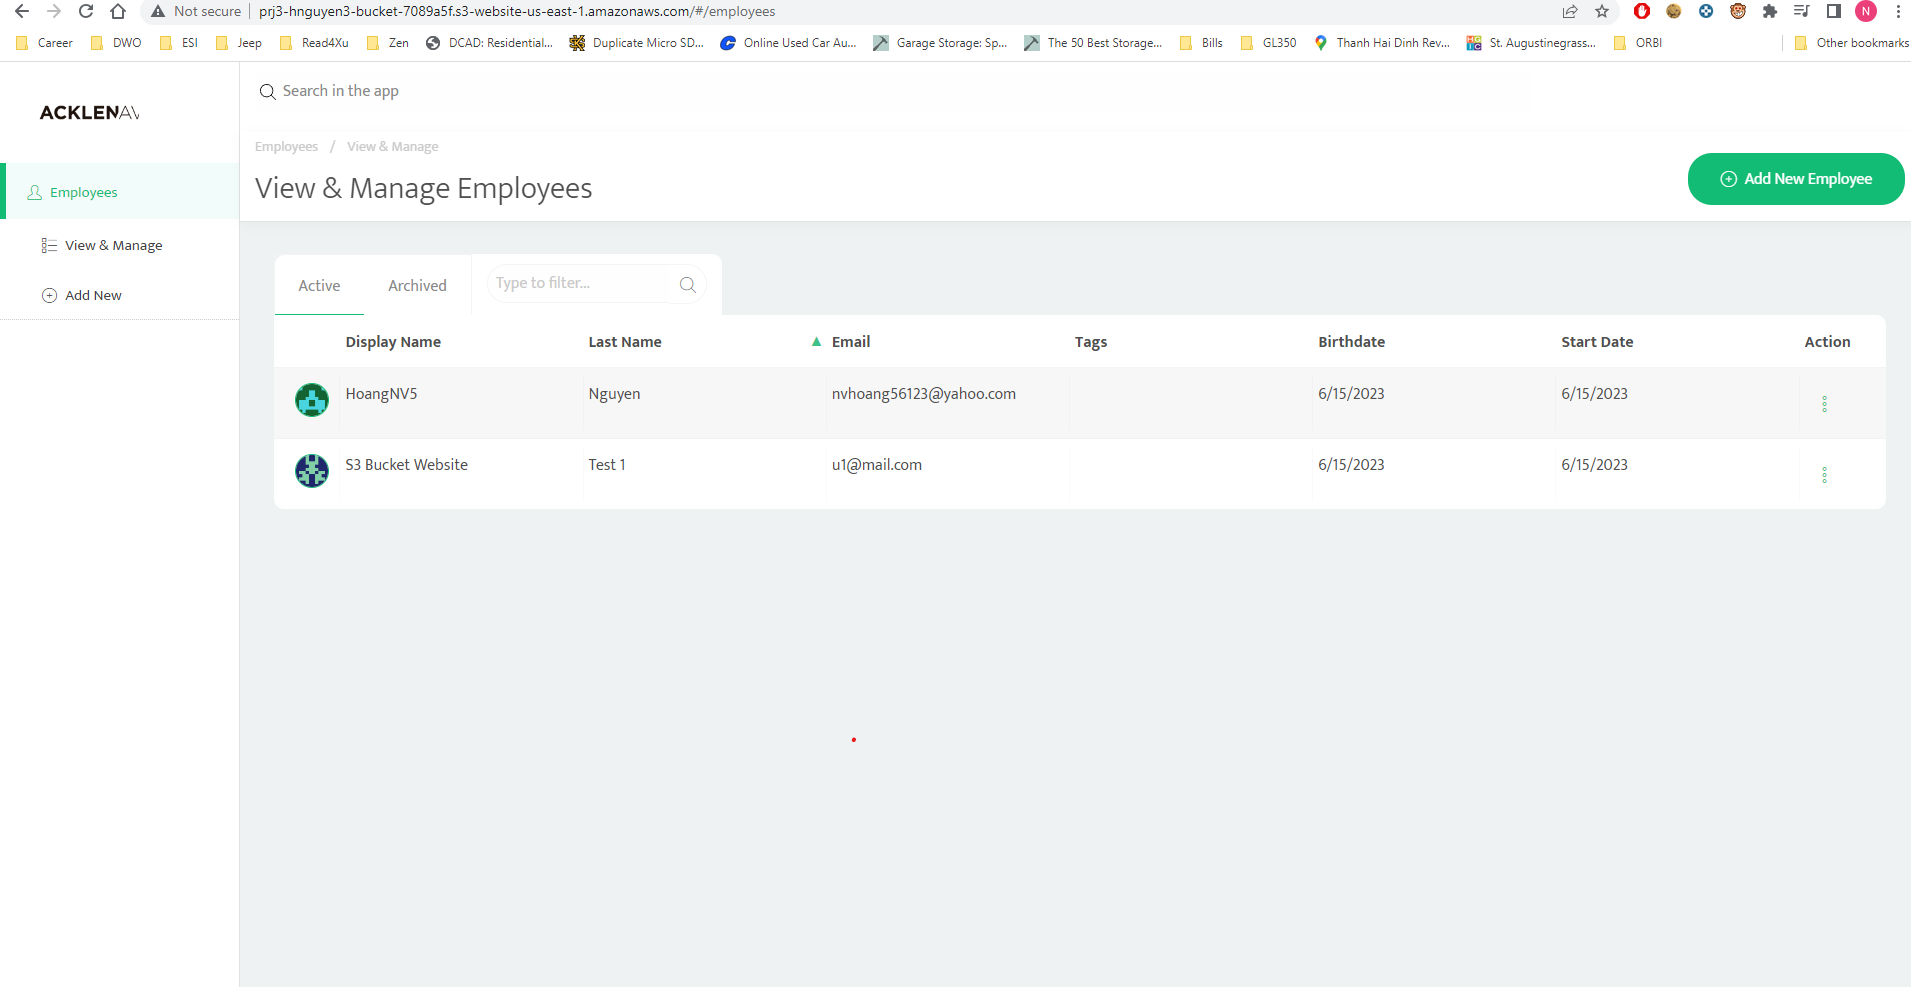 Not secure prj3-hnguyen3-bucket-7089a5f.s3-website-us-east-1.amazonaws.com/#/employees N
Career DWO ESI Jeep Read4Xu Zen DCAD: Residential... Duplicate Micro SD... Online Used Car Au... Garage Storage: Sp... The 50 Best Storage... Bills GL350 Thanh Hai Dinh Rev... St. Augustinegrass... ORBI Other bookmarks
Search in the app
ACKLENAV
Employees / View & Manage
View & Manage Employees
Add New Employee
Employees
View & Manage
Add New
Active Archived Type to filter...
Display Name Last Name ▲ Email Tags Birthdate Start Date Action
HoangNV5 Nguyen nvhoang56123@yahoo.com 6/15/2023 6/15/2023
S3 Bucket Website Test 1 u1@mail.com 6/15/2023 6/15/2023